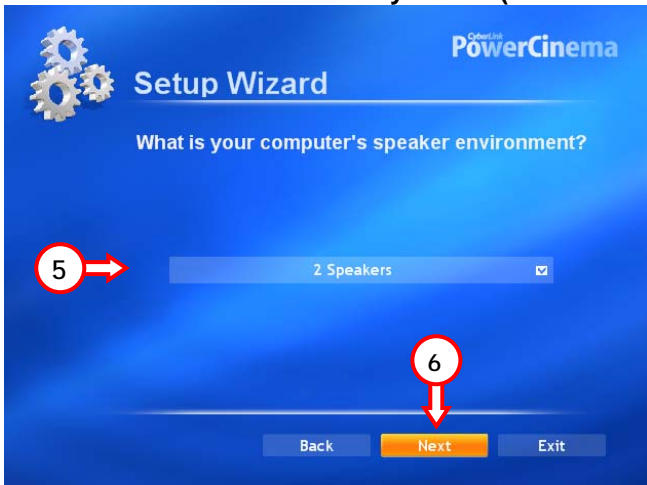 CyberLink
PowerCinema
Setup Wizard
What is your computer's speaker environment?
5
2 Speakers
6
Back Next Exit